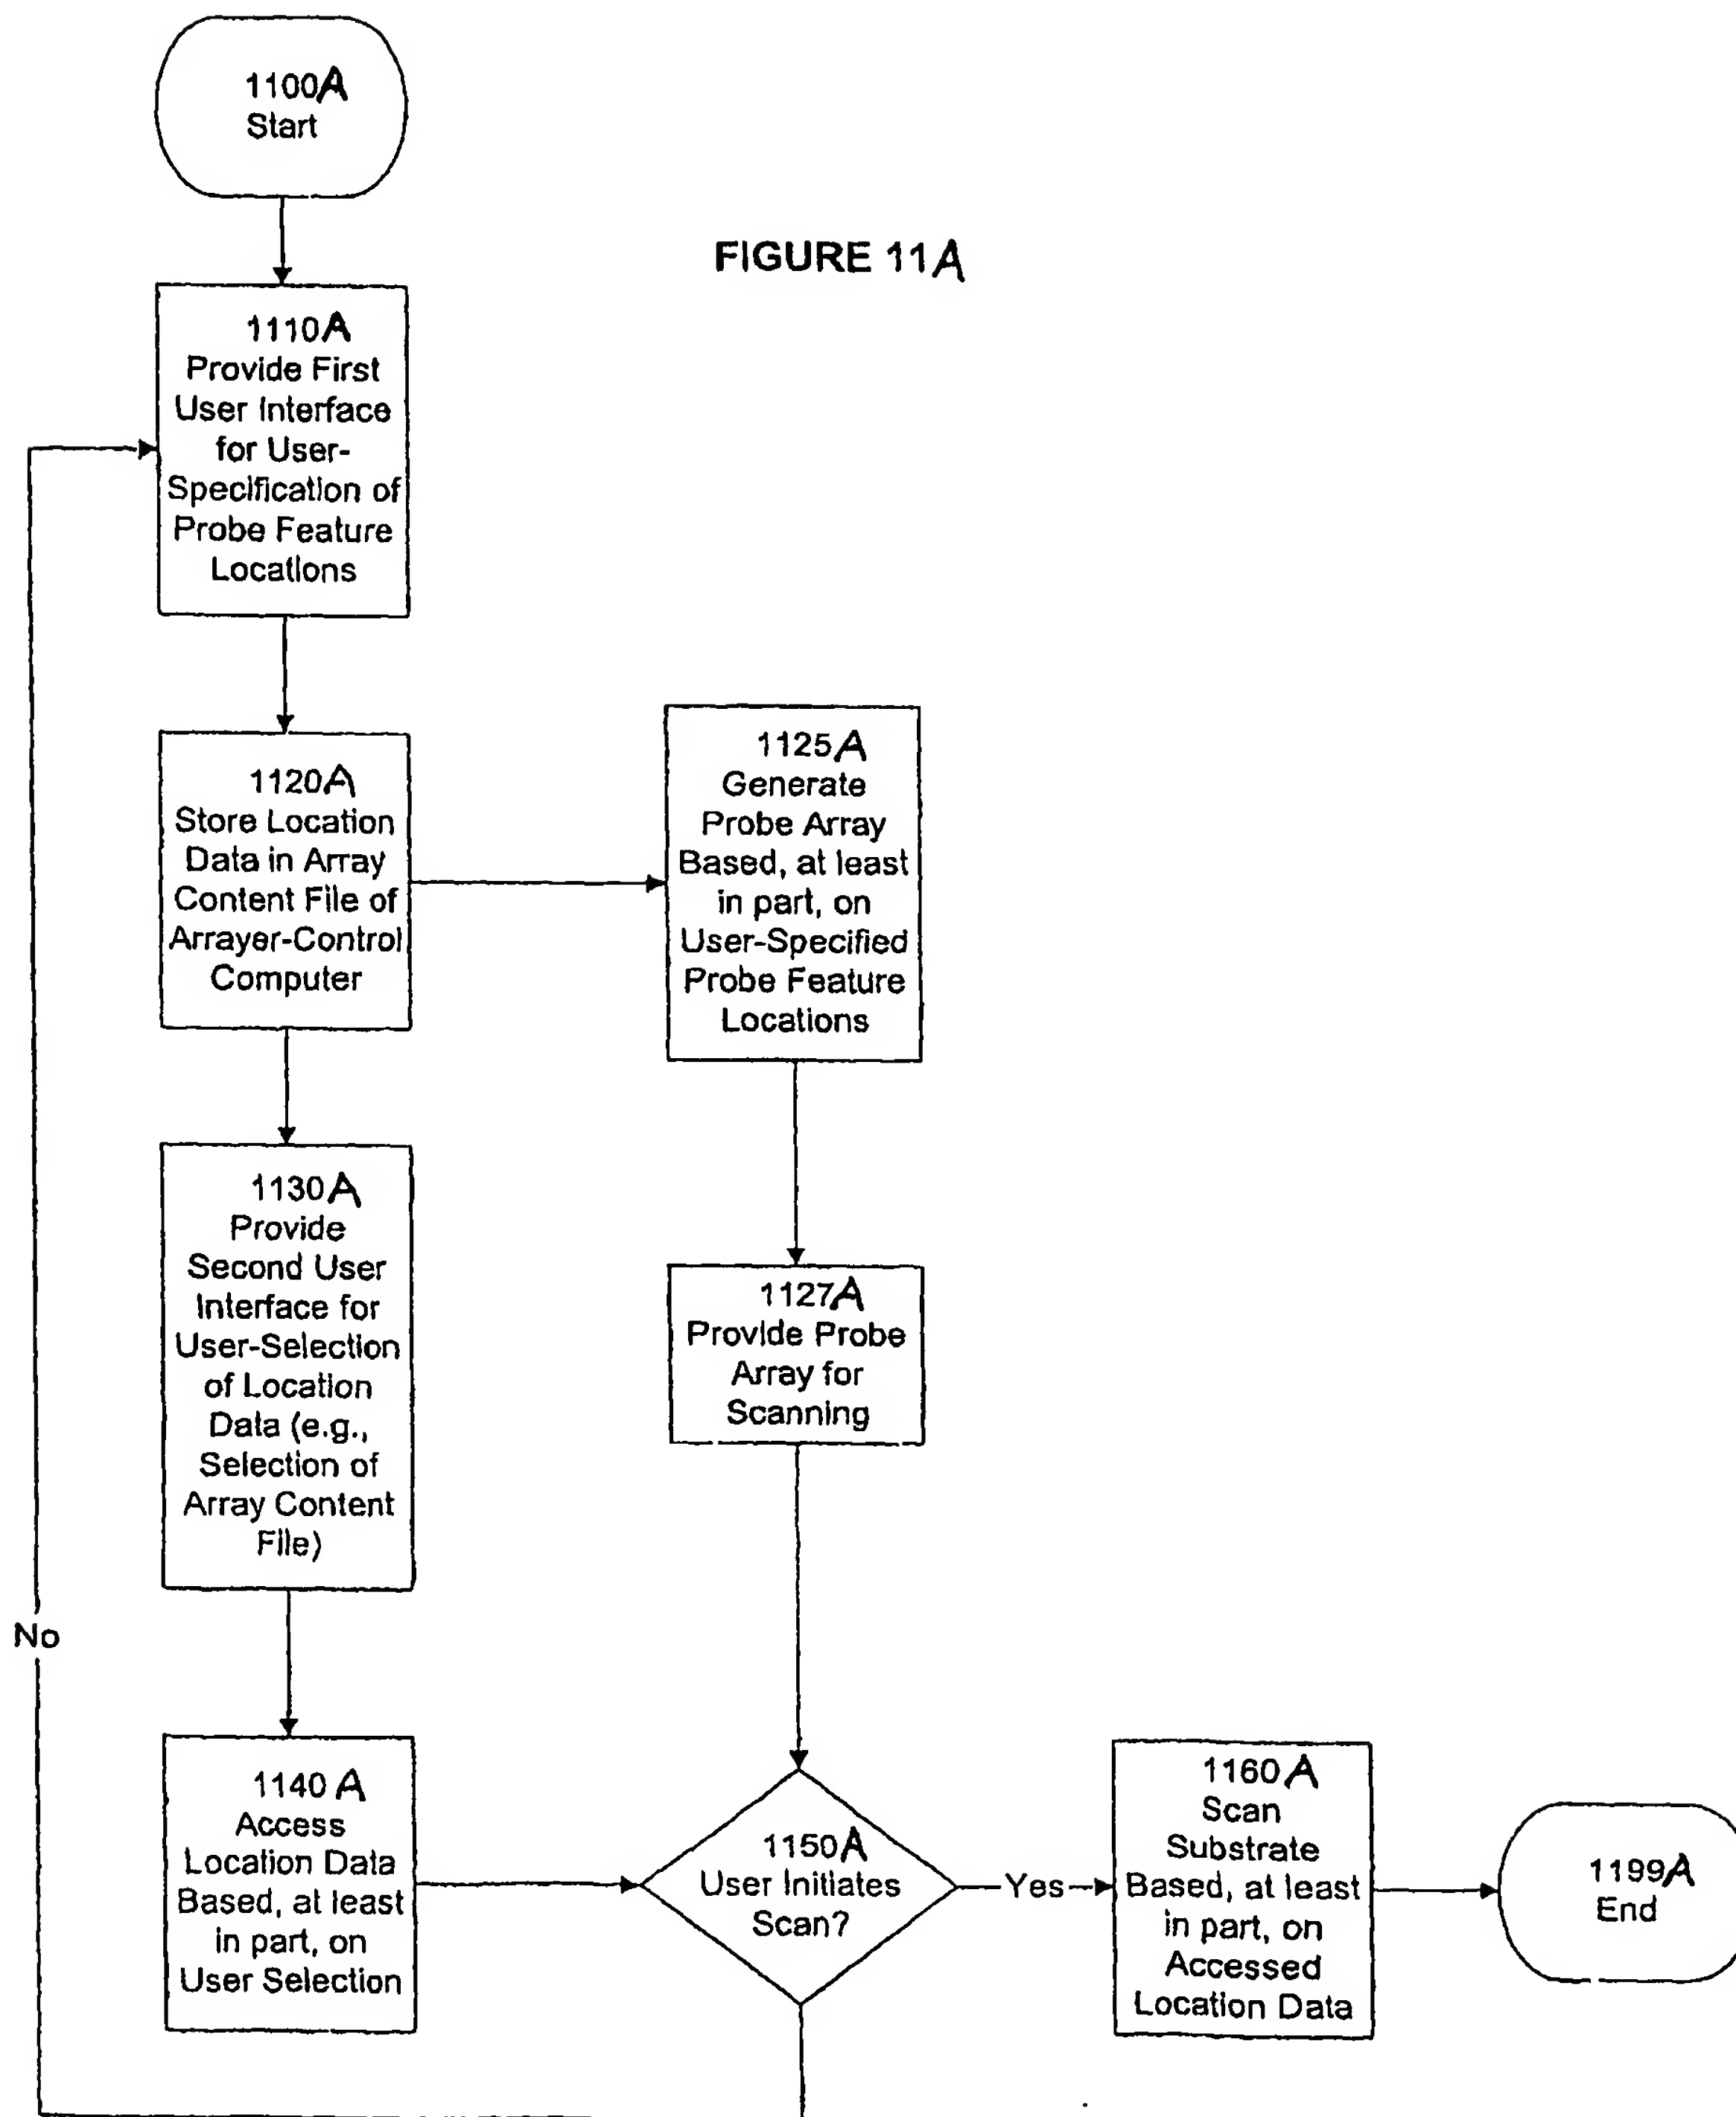 1100A
Start
FIGURE 11A
1110A
Provide First
User Interface
for User-
Specification of
Probe Feature
Locations
1120A
Store Location
Data in Array
Content File of
Arrayer-Control
Computer
1125A
Generate
Probe Array
Based, at least
in part, on
User-Specified
Probe Feature
Locations
1130A
Provide
Second User
Interface for
User-Selection
of Location
Data (e.g.,
Selection of
Array Content
File)
1127A
Provide Probe
Array for
Scanning
No
1140A
Access
Location Data
Based, at least
in part, on
User Selection
1150A
User Initiates
Scan?
Yes
1160A
Scan
Substrate
Based, at least
in part, on
Accessed
Location Data
1199A
End